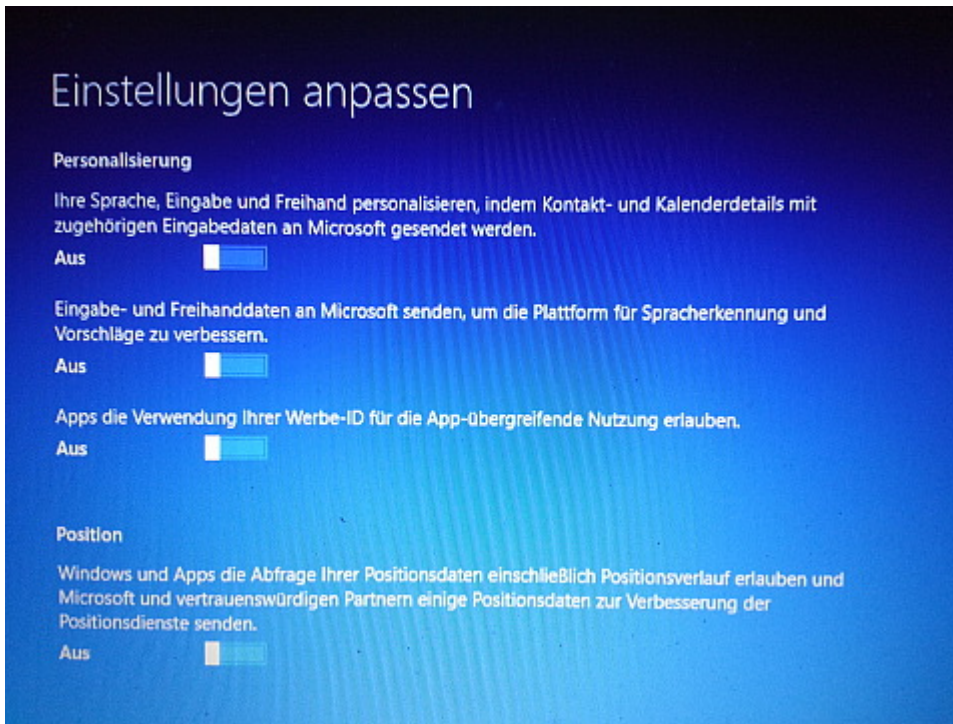 Einstellungen anpassen
Personalisierung
Ihre Sprache, Eingabe und Freihand personalisieren, indem Kontakt- und Kalenderdetails mit
zugehörigen Eingabedaten an Microsoft gesendet werden.
Aus
Eingabe- und Freihanddaten an Microsoft senden, um die Plattform für Spracherkennung und
Vorschläge zu verbessern.
Aus
Apps die Verwendung Ihrer Werbe-ID für die App-übergreifende Nutzung erlauben.
Aus
Position
Windows und Apps die Abfrage Ihrer Positionsdaten einschließlich Positionsverlauf erlauben und
Microsoft und vertrauenswürdigen Partnern einige Positionsdaten zur Verbesserung der
Positionsdienste senden.
Aus